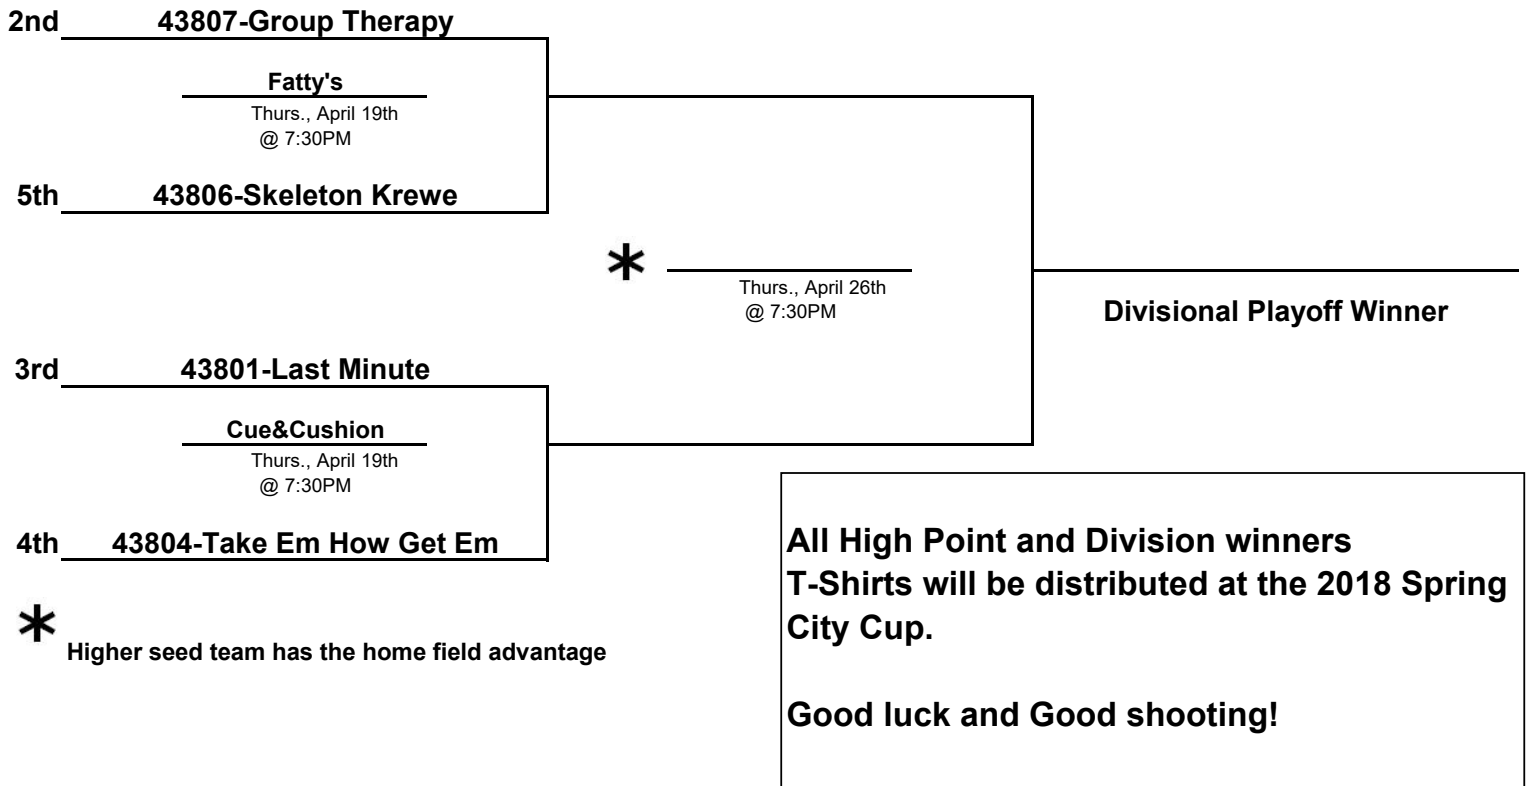 2nd 43807-Group Therapy
Fatty's
Thurs., April 19th
@ 7:30PM
5th 43806-Skeleton Krewe
* 
Thurs., April 26th
@ 7:30PM
Divisional Playoff Winner
3rd 43801-Last Minute
Cue&Cushion
Thurs., April 19th
@ 7:30PM
4th 43804-Take Em How Get Em
* Higher seed team has the home field advantage
All High Point and Division winners
T-Shirts will be distributed at the 2018 Spring
City Cup.
Good luck and Good shooting!